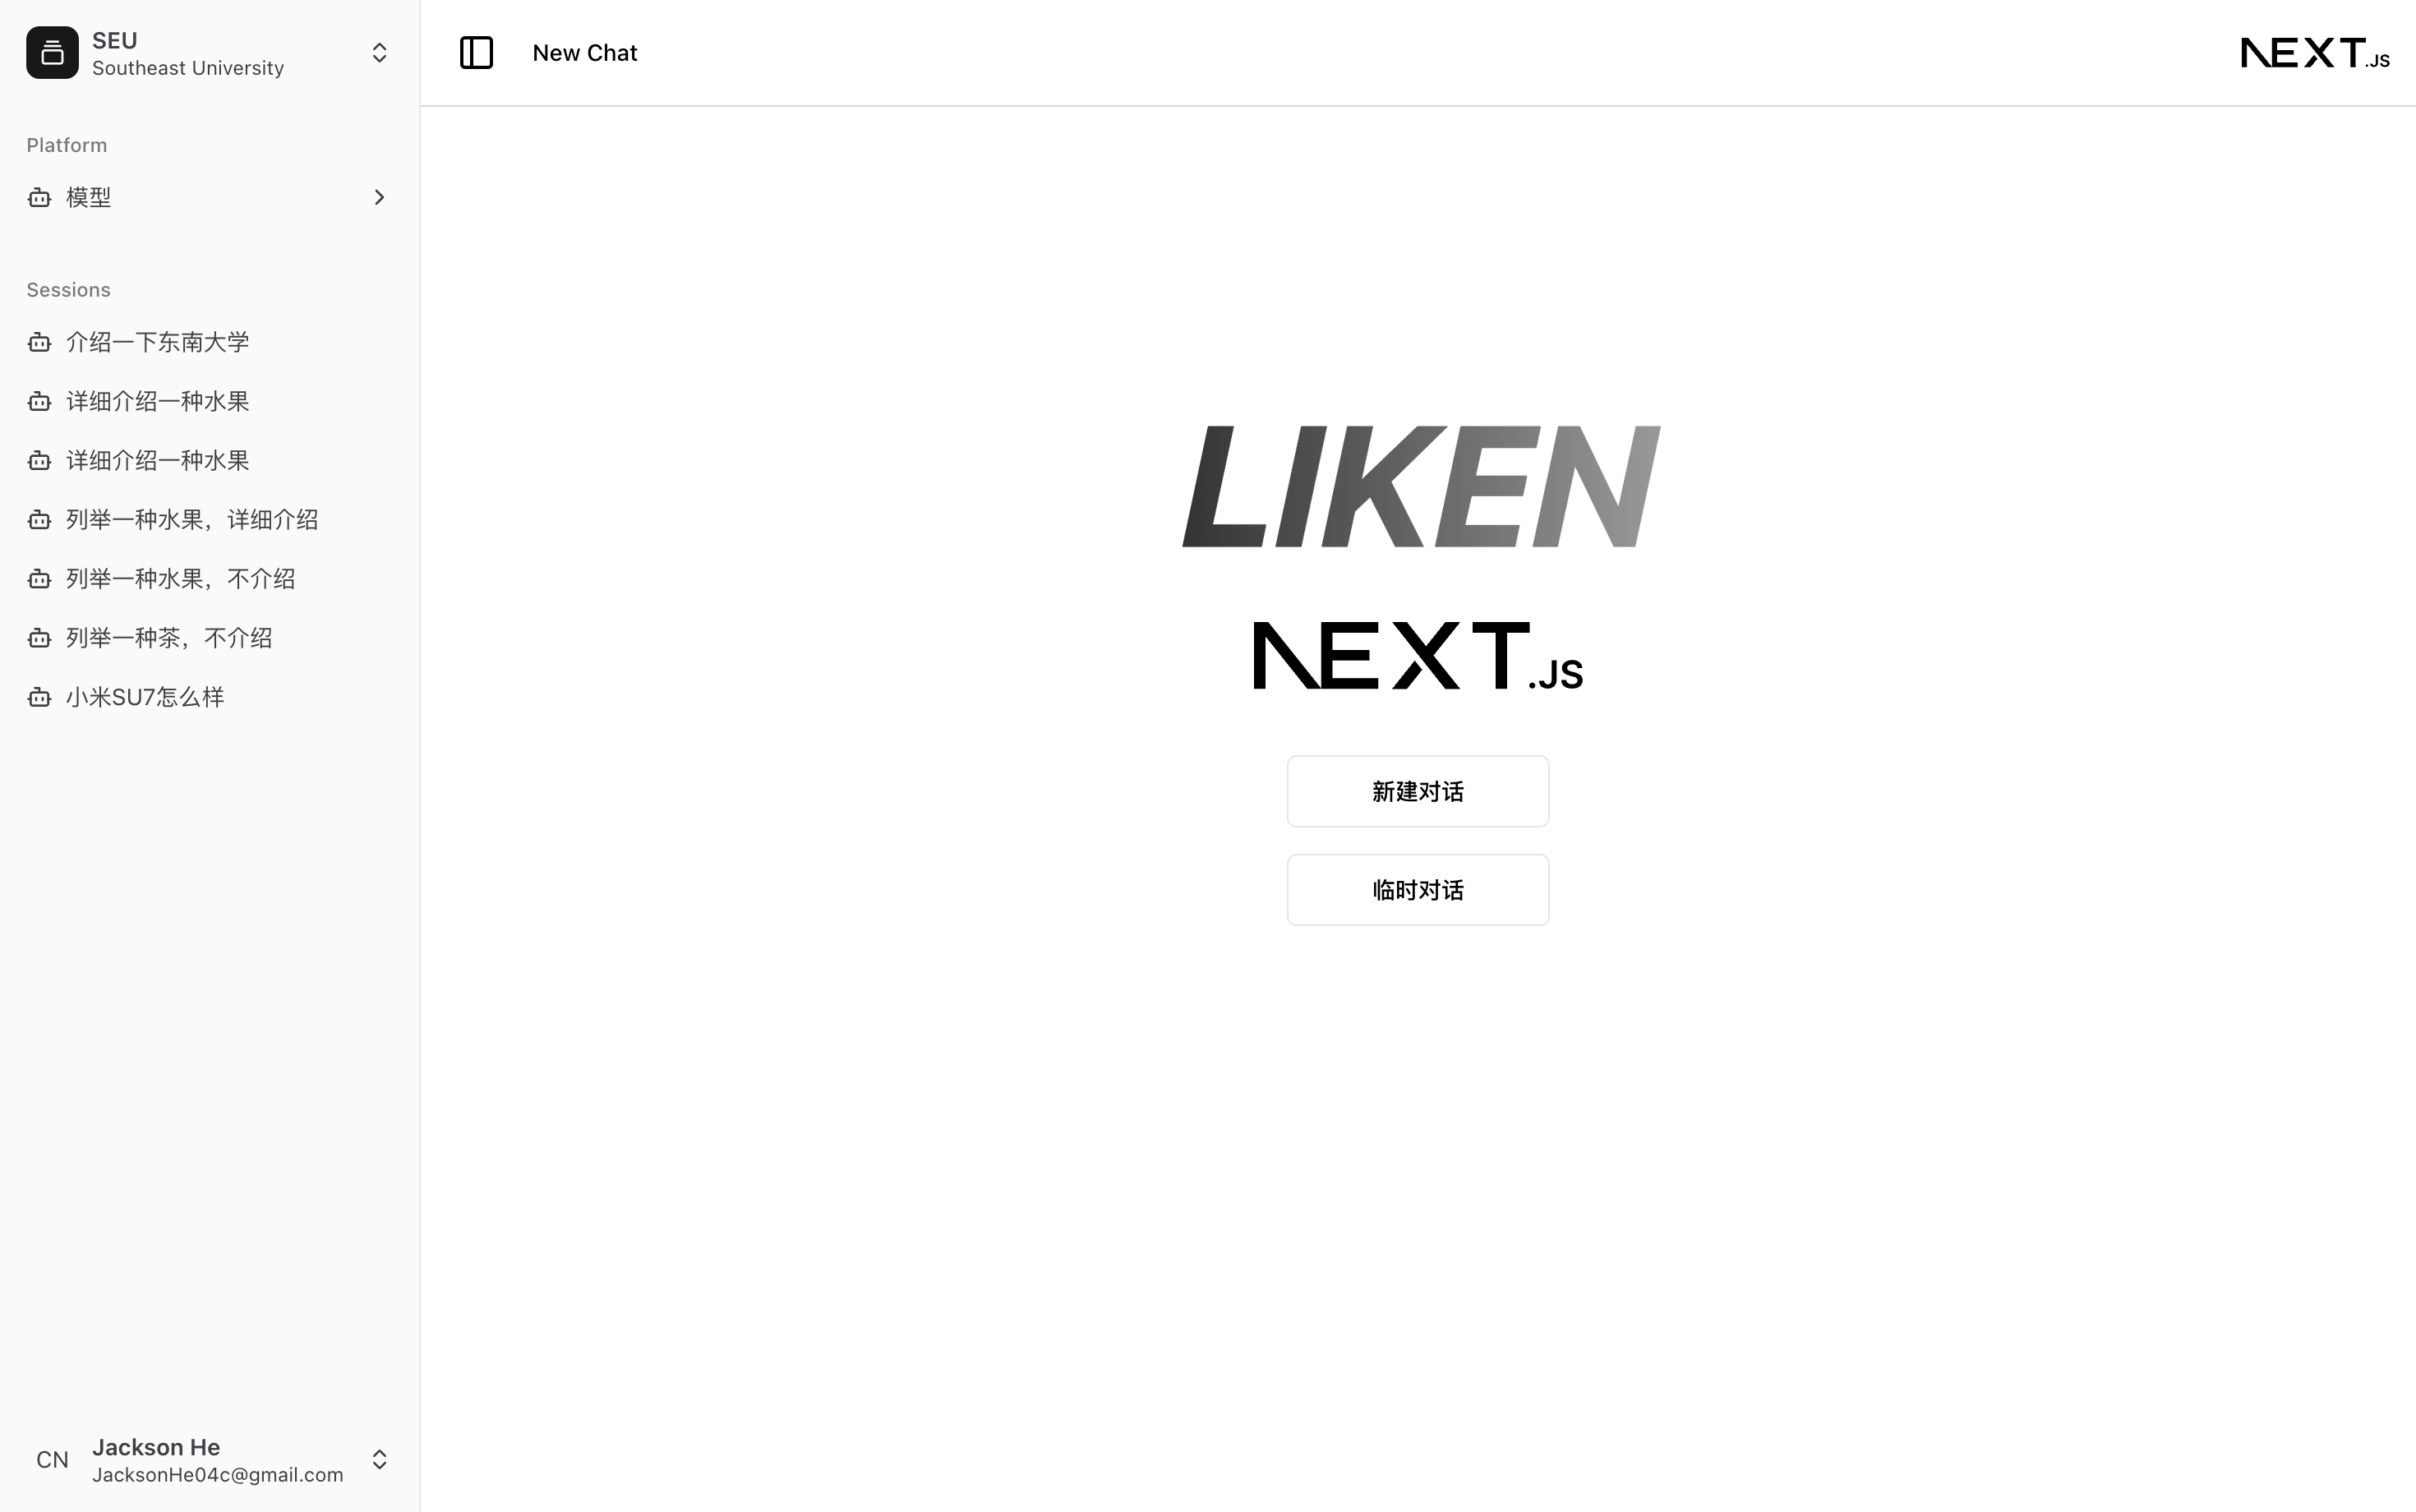 SEU
Southeast University
Platform
模型
Sessions
介绍一下东南大学
详细介绍一种水果
详细介绍一种水果
列举一种水果，详细介绍
列举一种水果，不介绍
列举一种茶，不介绍
小米SU7怎么样
CN
Jackson He
JacksonHe04c@gmail.com
New Chat
NEXT.JS
LIKEN
NEXT.JS
新建对话
临时对话